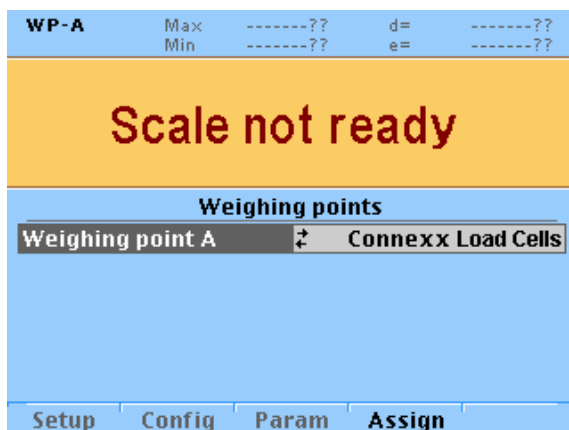 WP-A Max -------?? d= -------??
Min -------?? e= -------??
Scale not ready
Weighing points
Weighing point A Connexx Load Cells
Setup Config Param Assign